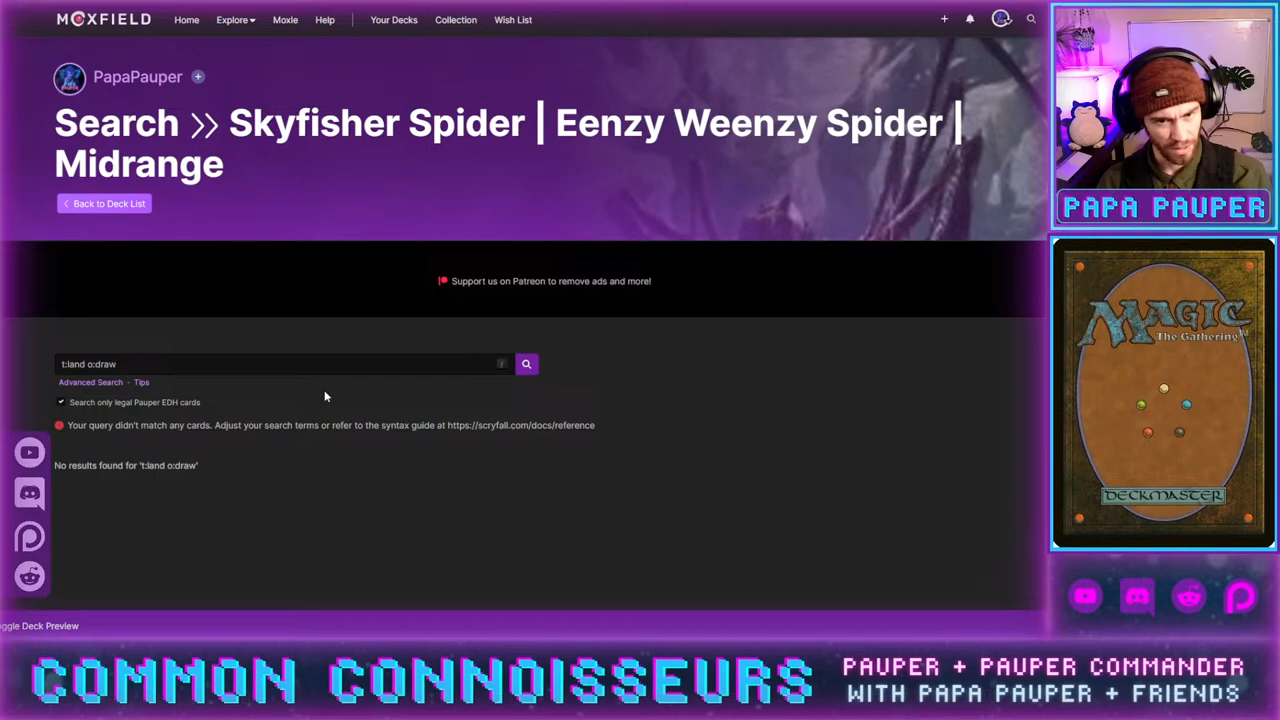 MOXFIELD
Home Explore Moxie Help Your Decks Collection Wish List
PapaPauper
Search >> Skyfisher Spider | Eenzy Weenzy Spider |
Midrange
Back to Deck List
Support us on Patreon to remove ads and more!
t:land o:draw /
Advanced Search · Tips
Search only legal Pauper EDH cards
Your query didn't match any cards. Adjust your search terms or refer to the syntax guide at https://scryfall.com/docs/reference
No results found for 't:land o:draw'
oggle Deck Preview
PAPA PAUPER
MAGIC
The Gathering
DECKMASTER
COMMON CONNOISSEURS
PAUPER + PAUPER COMMANDER
WITH PAPA PAUPER + FRIENDS